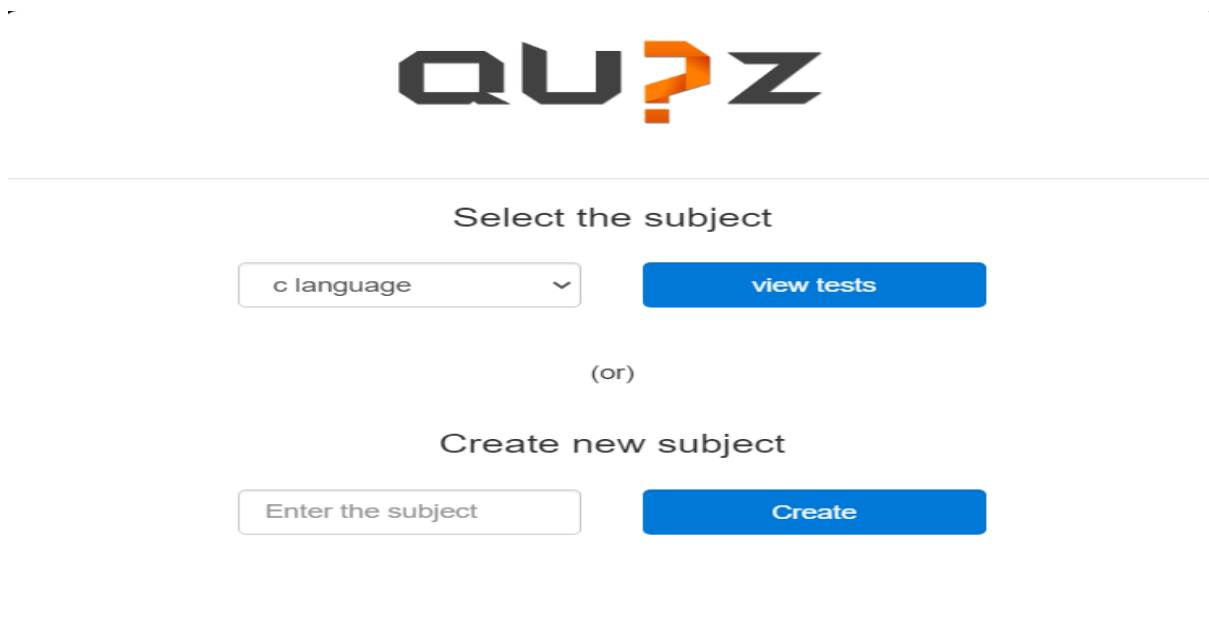 QU?Z
Select the subject
c language
view tests
(or)
Create new subject
Enter the subject
Create